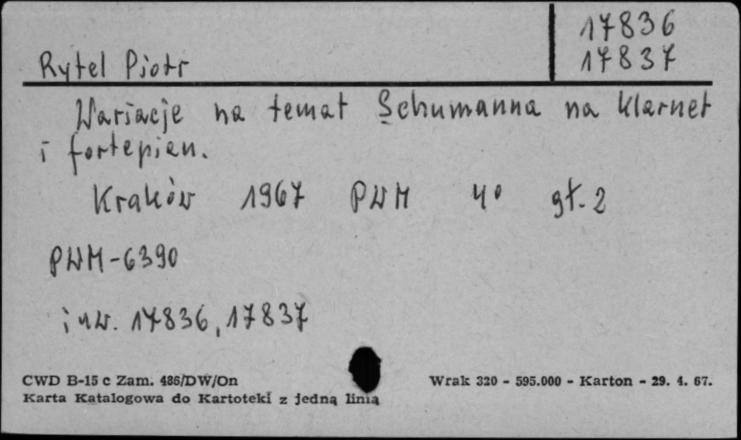 17836
Rytel Piotr 17837
Wariacje na temat Schumanna na klarnet
i fortepian.
Kraków 1967 PWM 4° gł. 2
PWM-6390
inw. 17836, 17837
CWD B-15 c Zam. 486/DW/On Wrak 320 - 595.000 - Karton - 29. 4. 67.
Karta Katalogowa do Kartoteki z jedną linią